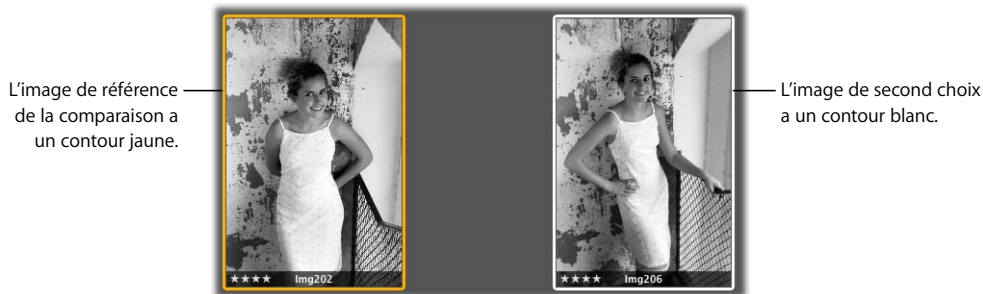 L'image de référence
de la comparaison a
un contour jaune.
★★★★ Img202
★★★★ Img206
L'image de second choix
a un contour blanc.